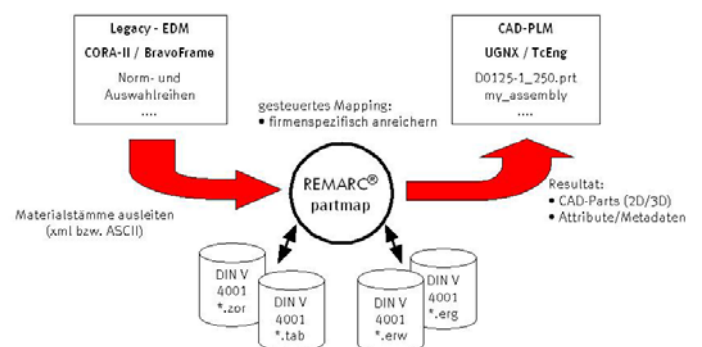 Legacy - EDM
CORA-II / BravoFrame
Norm- und
Auswahlreihen
....
CAD-PLM
UGNX / TcEng
D0125-1_250.prt
my_assembly
....
gesteuertes Mapping:
• firmenspezifisch anreichern
REMARC®
partmap
Materialstämme ausleiten
(xml bzw. ASCII)
Resultat:
• CAD-Parts (2D/3D)
• Attribute/Metadaten
DIN V
4001
*.zor
DIN V
4001
*.tab
DIN V
4001
*.erw
DIN V
4001
*.erg